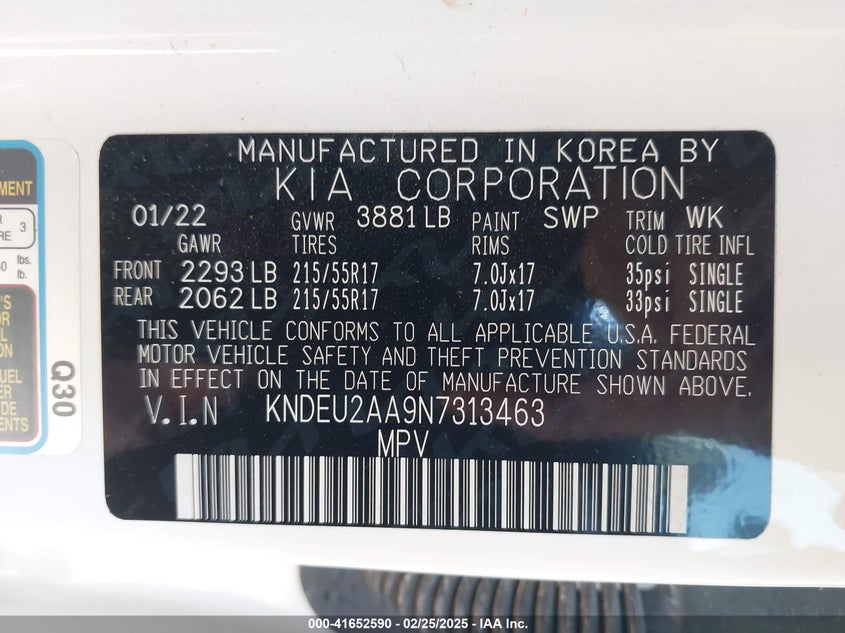 MANUFACTURED IN KOREA BY
KIA CORPORATION
01/22 GVWR 3881 LB PAINT SWP TRIM WK
GAWR TIRES RIMS COLD TIRE INFL
FRONT 2293 LB 215/55R17 7.0Jx17 35psi SINGLE
REAR 2062 LB 215/55R17 7.0Jx17 33psi SINGLE
THIS VEHICLE CONFORMS TO ALL APPLICABLE U.S.A. FEDERAL
MOTOR VEHICLE SAFETY AND THEFT PREVENTION STANDARDS
IN EFFECT ON THE DATE OF MANUFACTURE SHOWN ABOVE.
V.I.N KNDEU2AA9N7313463
MPV
3
lbs.
lb.
Q30
000-41652590 - 02/25/2025 - IAA Inc.